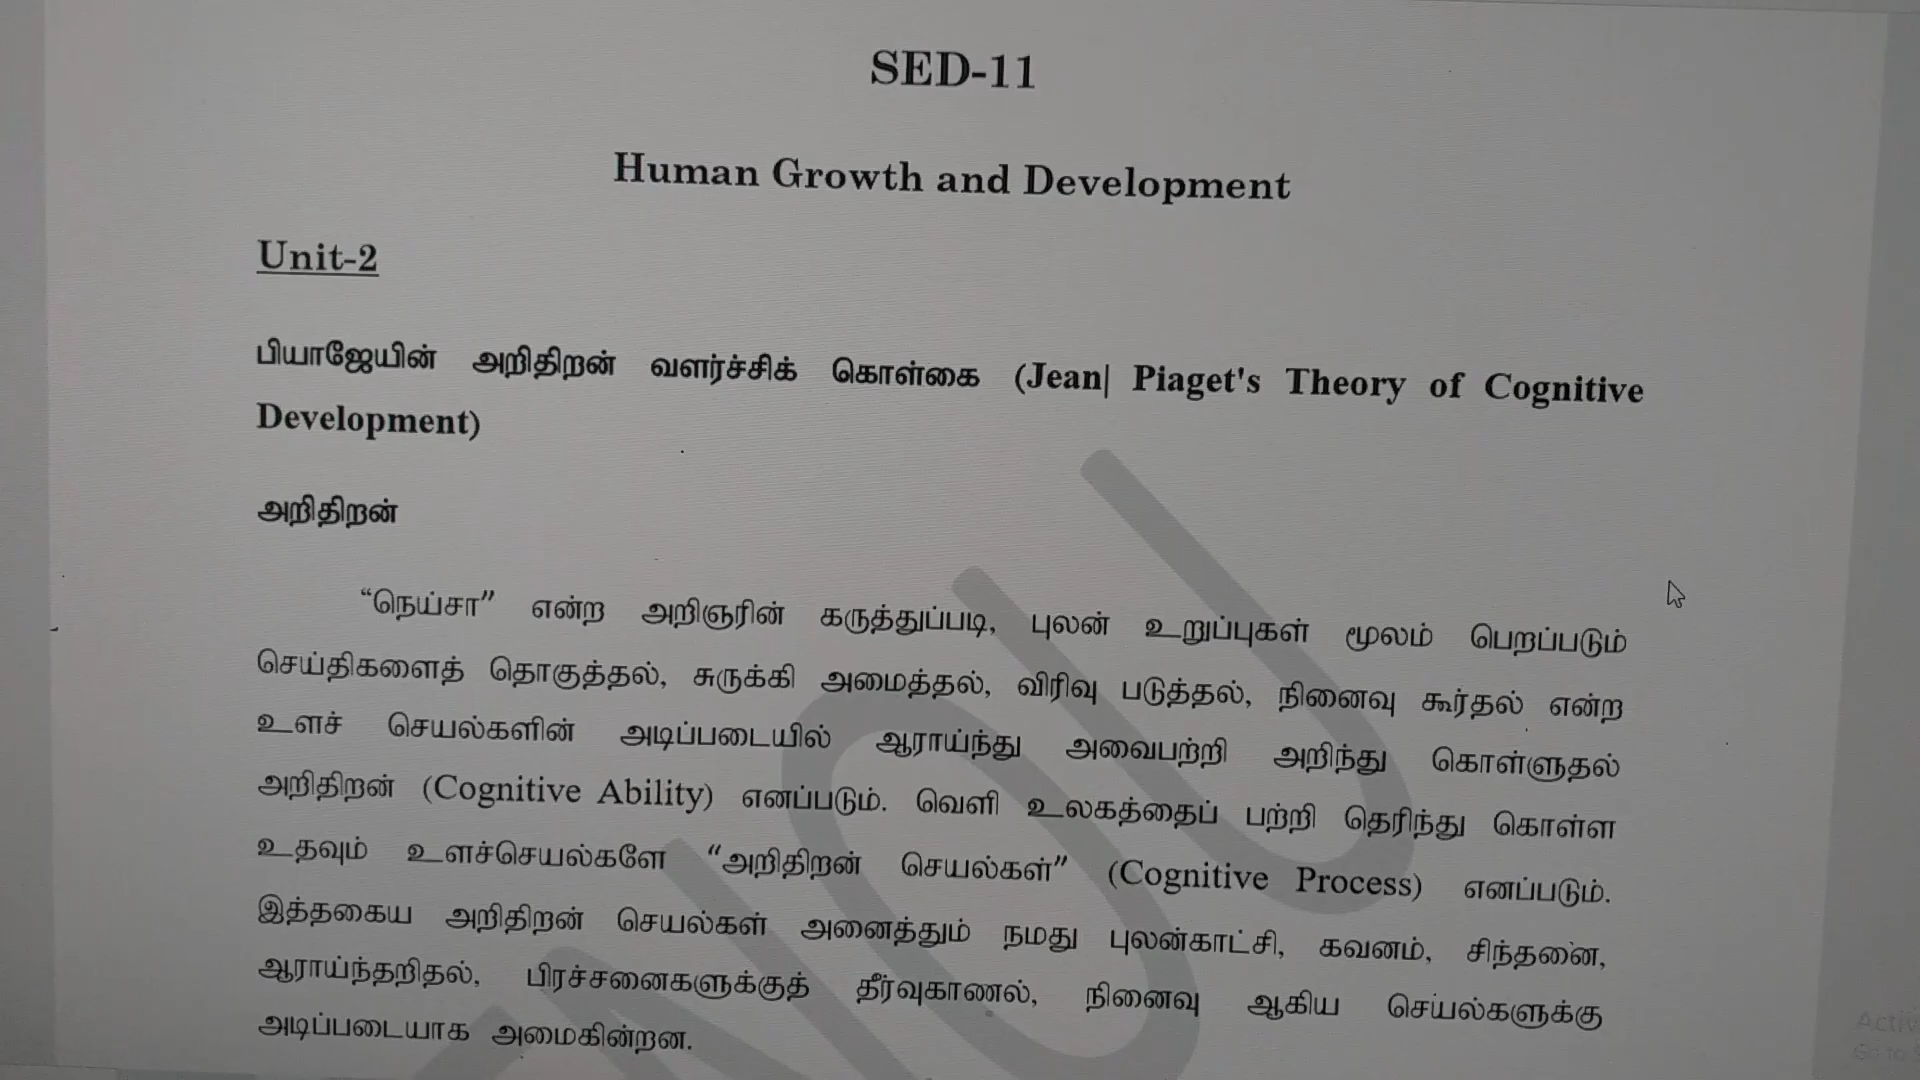 SED-11
Human Growth and Development
Unit-2
பியாஜேயின் அறிதிறன் வளர்ச்சிக் கொள்கை (Jean| Piaget's Theory of Cognitive
Development)
அறிதிறன்
“நெய்சா” என்ற அறிஞரின் கருத்துப்படி, புலன் உறுப்புகள் மூலம் பெறப்படும்
செய்திகளைத் தொகுத்தல், சுருக்கி அமைத்தல், விரிவு படுத்தல், நினைவு கூர்தல் என்ற
உளச் செயல்களின் அடிப்படையில் ஆராய்ந்து அவைபற்றி அறிந்து கொள்ளுதல்
அறிதிறன் (Cognitive Ability) எனப்படும். வெளி உலகத்தைப் பற்றி தெரிந்து கொள்ள
உதவும் உளச்செயல்களே “அறிதிறன் செயல்கள்” (Cognitive Process) எனப்படும்.
இத்தகைய அறிதிறன் செயல்கள் அனைத்தும் நமது புலன்காட்சி, கவனம், சிந்தனை,
ஆராய்ந்தறிதல், பிரச்சனைகளுக்குத் தீர்வுகாணல், நினைவு ஆகிய செயல்களுக்கு
அடிப்படையாக அமைகின்றன.